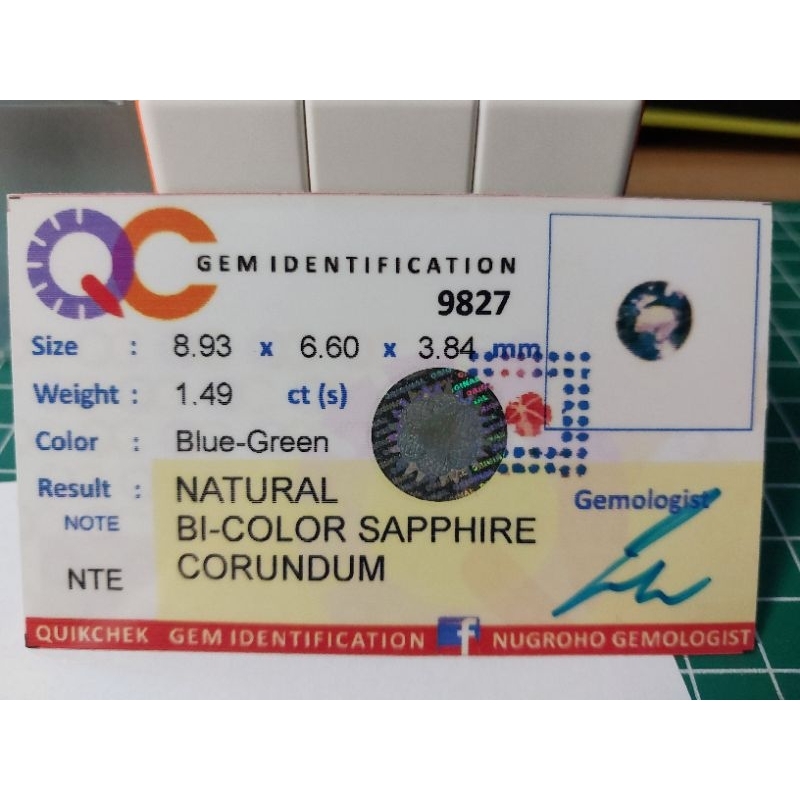 QC
GEM IDENTIFICATION
9827
Size : 8.93 x 6.60 x 3.84 mm
Weight : 1.49 ct (s)
Color : Blue-Green
Result : NATURAL
BI-COLOR SAPPHIRE
CORUNDUM
NOTE
NTE
Gemologist
QUIKCHEK GEM IDENTIFICATION f NUGROHO GEMOLOGIST